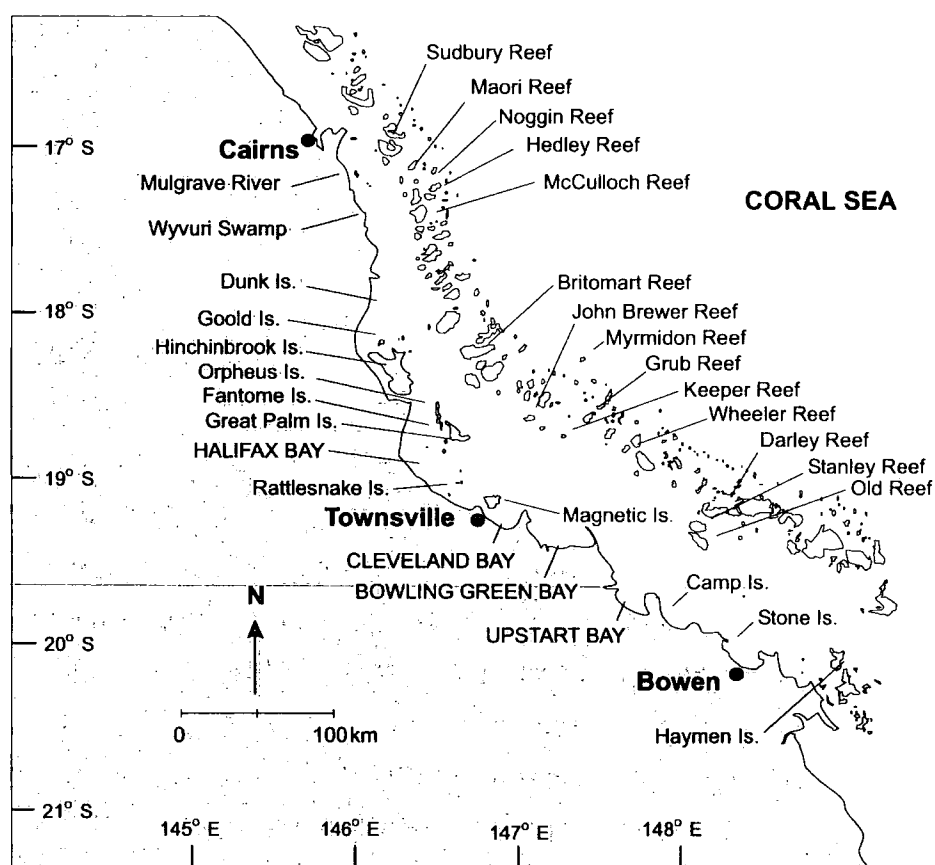 Sudbury Reef
Maori Reef
Noggin Reef
17° S
Cairns
Hedley Reef
Mulgrave River
McCulloch Reef
CORAL SEA
Wyvuri Swamp
Dunk Is.
Britomart Reef
18° S
John Brewer Reef
Goold Is.
Myrmidon Reef
Hinchinbrook Is.
Grub Reef
Orpheus Is.
Keeper Reef
Fantome Is.
Wheeler Reef
Great Palm Is.
Darley Reef
HALIFAX BAY
Stanley Reef
19° S
Rattlesnake Is.
Old Reef
Townsville
Magnetic Is.
CLEVELAND BAY
BOWLING GREEN BAY
Camp Is.
N
Stone Is.
UPSTART BAY
20° S
Bowen
0 100 km
Haymen Is.
21° S
145° E 146° E 147° E 148° E